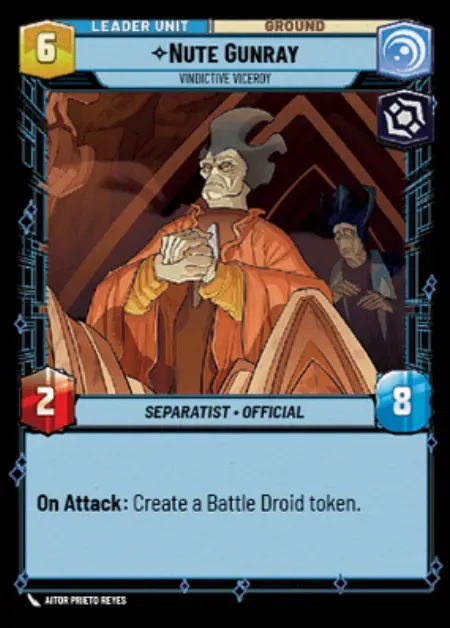 LEADER UNIT
GROUND
6
NUTE GUNRAY
VINDICTIVE VICEROY
2
SEPARATIST • OFFICIAL
8
On Attack: Create a Battle Droid token.
AITOR PRIETO REYES